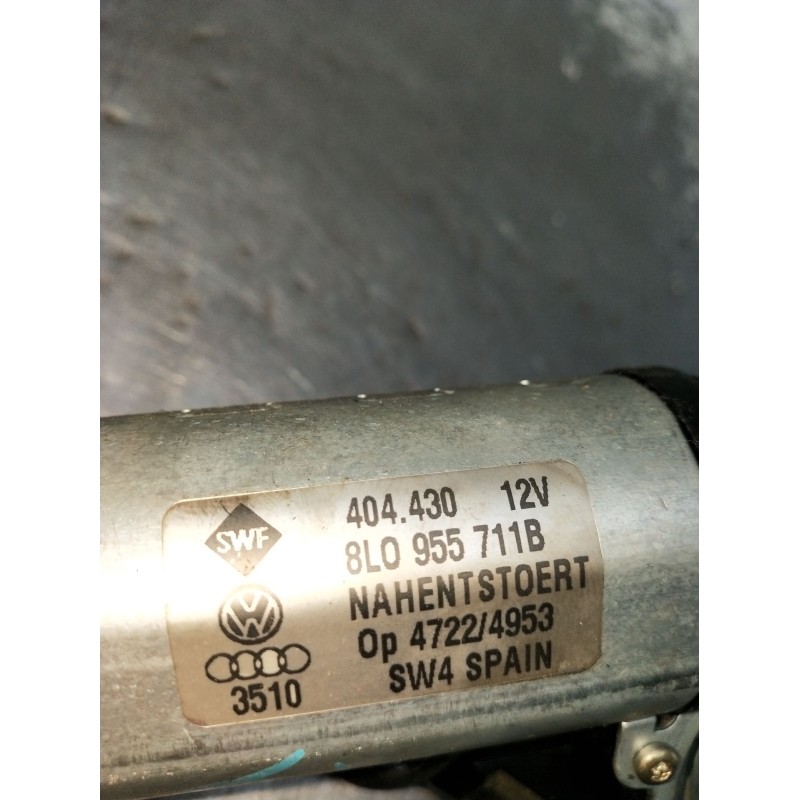 404.430 12V
SWF
8L0 955 711B
NAHENTSTOERT
Op 4722/4953
SW4 SPAIN
3510